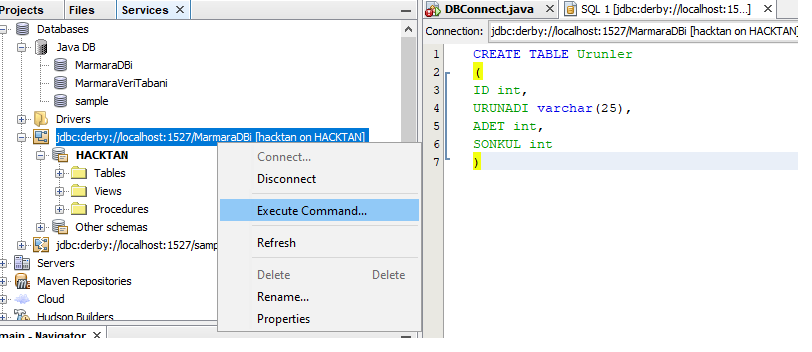 Projects Files Services
Databases
Java DB
MarmaraDBi
MarmaraVeriTabani
sample
Drivers
jdbc:derby://localhost:1527/MarmaraDBi [hacktan on HACKTAN]
HACKTAN
Tables
Views
Procedures
Other schemas
jdbc:derby://localhost:1527/sam
Servers
Maven Repositories
Cloud
Hudson Builders
main - Navigator
Connect...
Disconnect
Execute Command...
Refresh
Delete Delete
Rename...
Properties
DBConnect.java SQL 1 [jdbc:derby://localhost:15...]
Connection: jdbc:derby://localhost:1527/MarmaraDBi [hacktan on HACKTAN]
1 CREATE TABLE Urunler
2 (
3 ID int,
4 URUNADI varchar(25),
5 ADET int,
6 SONKUL int
7 )